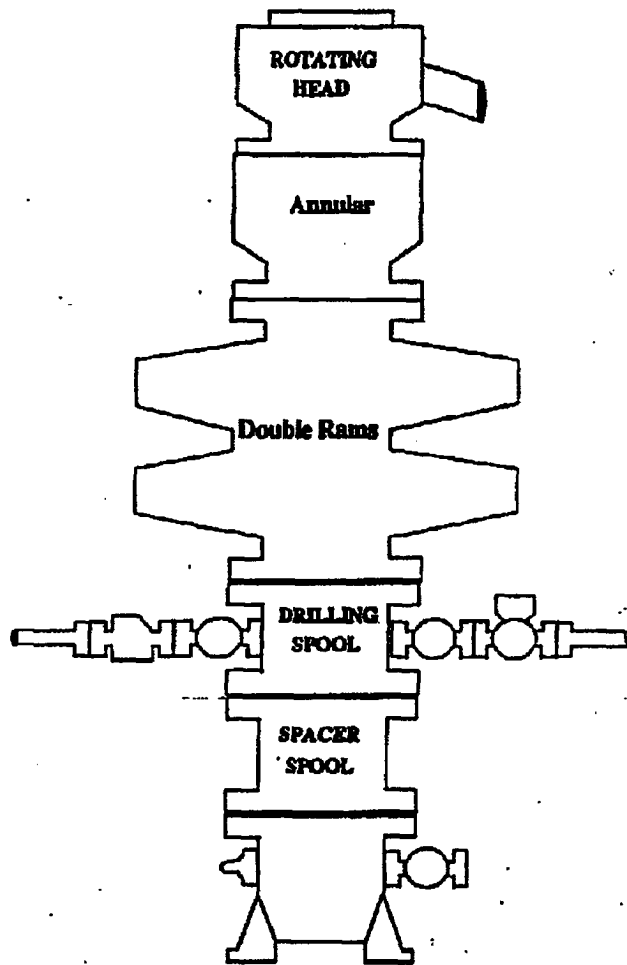 ROTATING
HEAD
Annular
Double Rams
DRILLING
SPOOL
SPACER
SPOOL